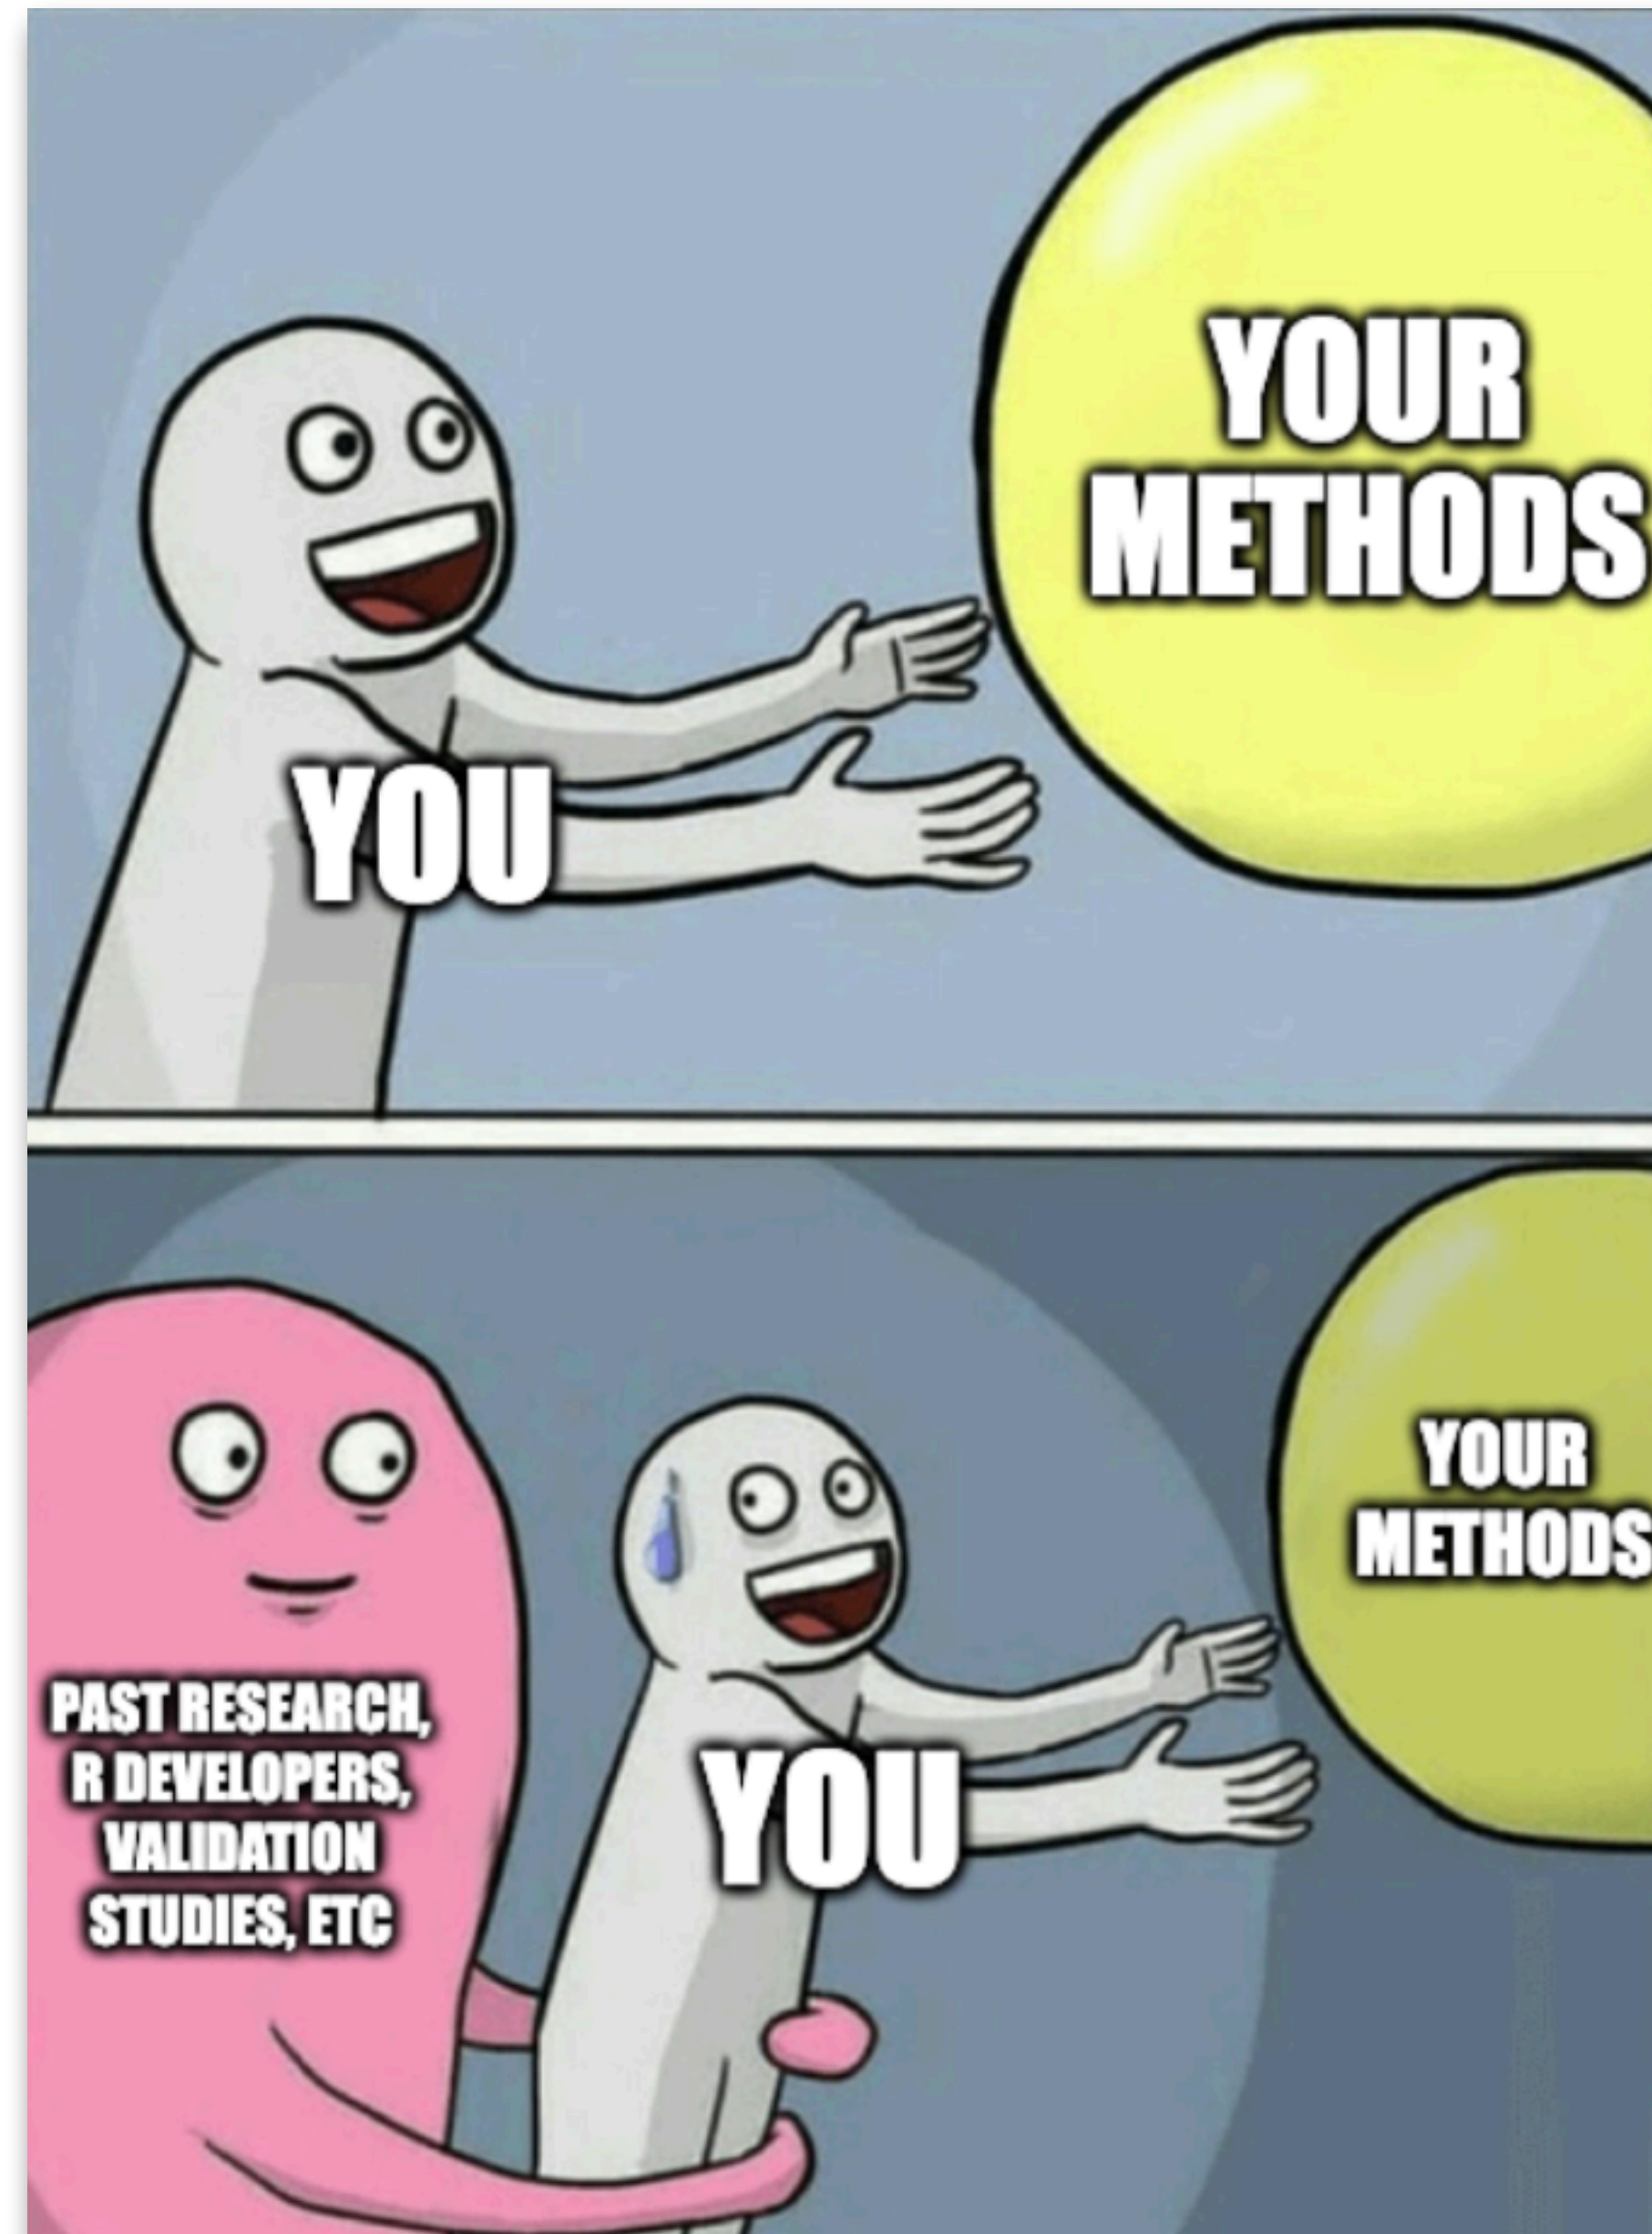 YOUR
METHODS
YOU
YOUR
METHODS
PAST RESEARCH,
R DEVELOPERS,
VALIDATION
STUDIES, ETC
YOU